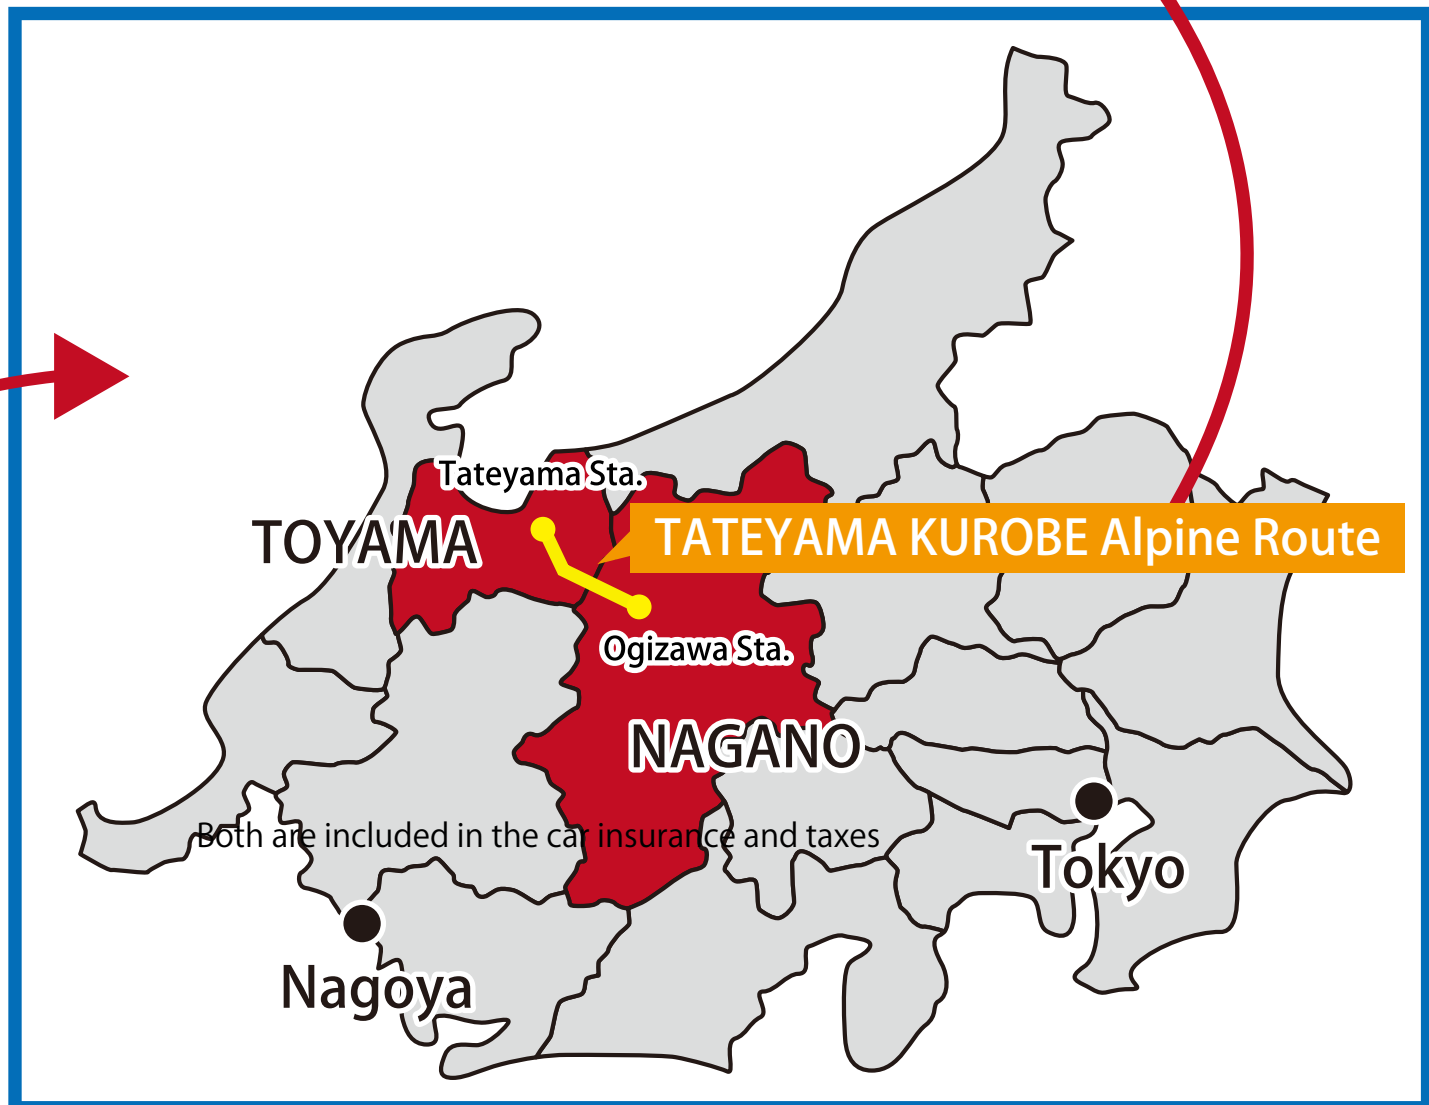 Tateyama Sta.
TOYAMA
TATEYAMA KUROBE Alpine Route
Ogizawa Sta.
NAGANO
Both are included in the car insurance and taxes
Tokyo
Nagoya